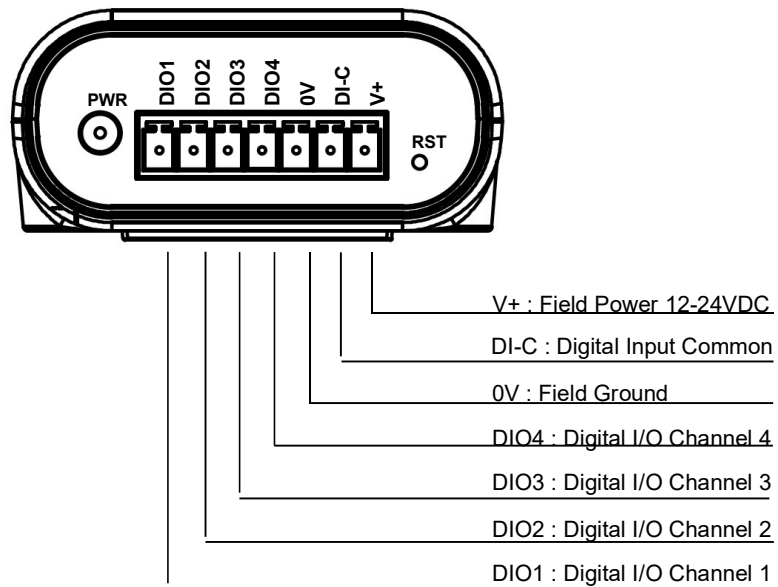 PWR
DIO1
DIO2
DIO3
DIO4
0V
DI-C
V+
RST
V+ : Field Power 12-24VDC
DI-C : Digital Input Common
0V : Field Ground
DIO4 : Digital I/O Channel 4
DIO3 : Digital I/O Channel 3
DIO2 : Digital I/O Channel 2
DIO1 : Digital I/O Channel 1